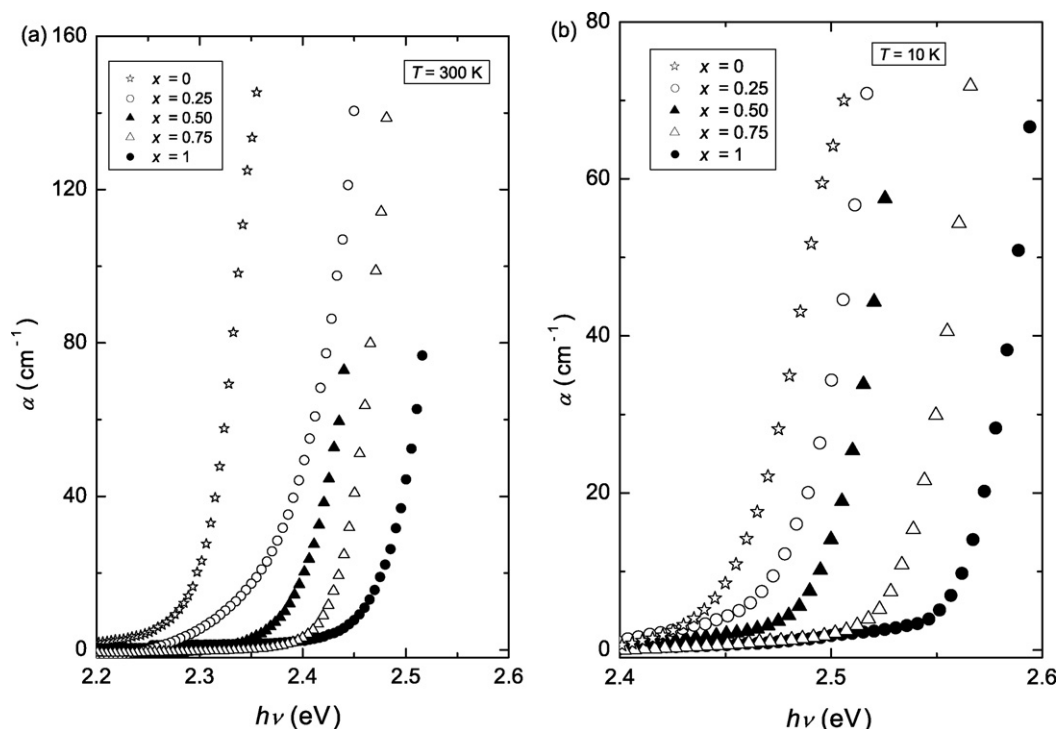 (a)
160
120
80
40
0
α (cm⁻¹)
☆ x = 0
○ x = 0.25
▲ x = 0.50
△ x = 0.75
● x = 1
T = 300 K
2.2 2.3 2.4 2.5 2.6
hν (eV)
(b)
80
60
40
20
0
α (cm⁻¹)
☆ x = 0
○ x = 0.25
▲ x = 0.50
△ x = 0.75
● x = 1
T = 10 K
2.4 2.5 2.6
hν (eV)